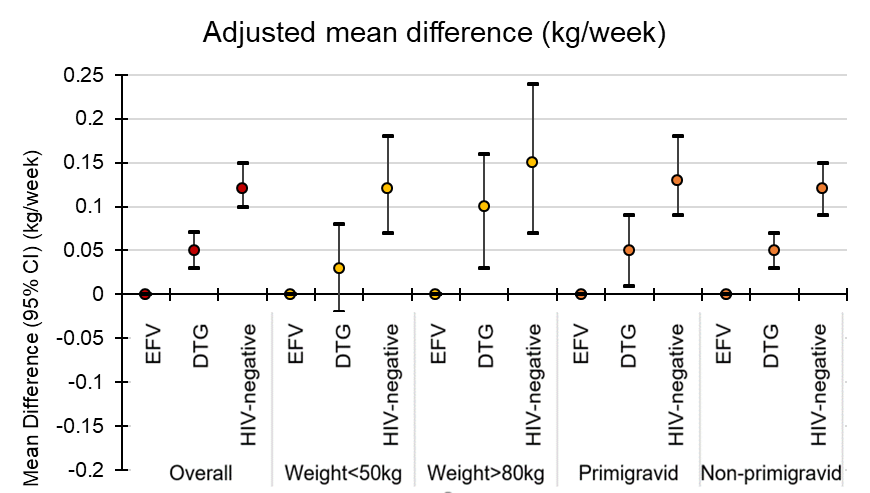 Adjusted mean difference (kg/week)
Mean Difference (95% CI) (kg/week)
0.25
0.2
0.15
0.1
0.05
0
-0.05
-0.1
-0.15
-0.2
EFV
DTG
HIV-negative
EFV
DTG
HIV-negative
EFV
DTG
HIV-negative
EFV
DTG
HIV-negative
EFV
DTG
HIV-negative
Overall
Weight<50kg
Weight>80kg
Primigravid
Non-primigravid